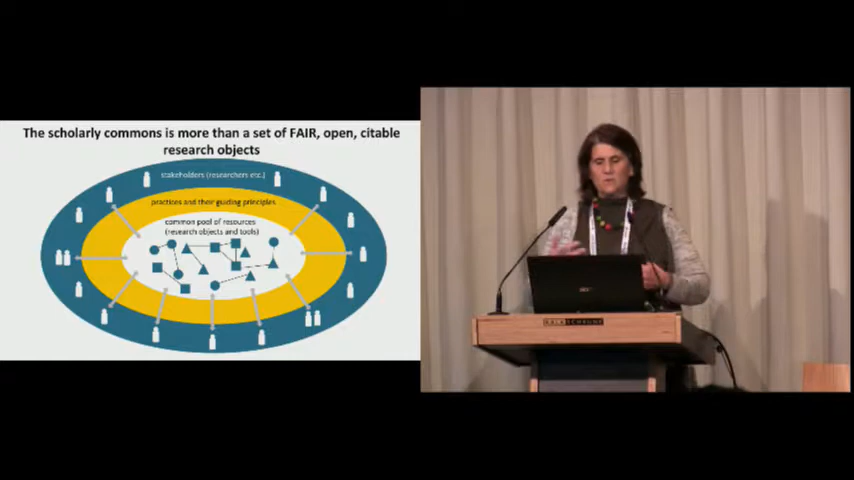 The scholarly commons is more than a set of FAIR, open, citable
research objects
stakeholders (researchers etc.)
practices and their guiding principles
common pool of resources
(research objects and tools)